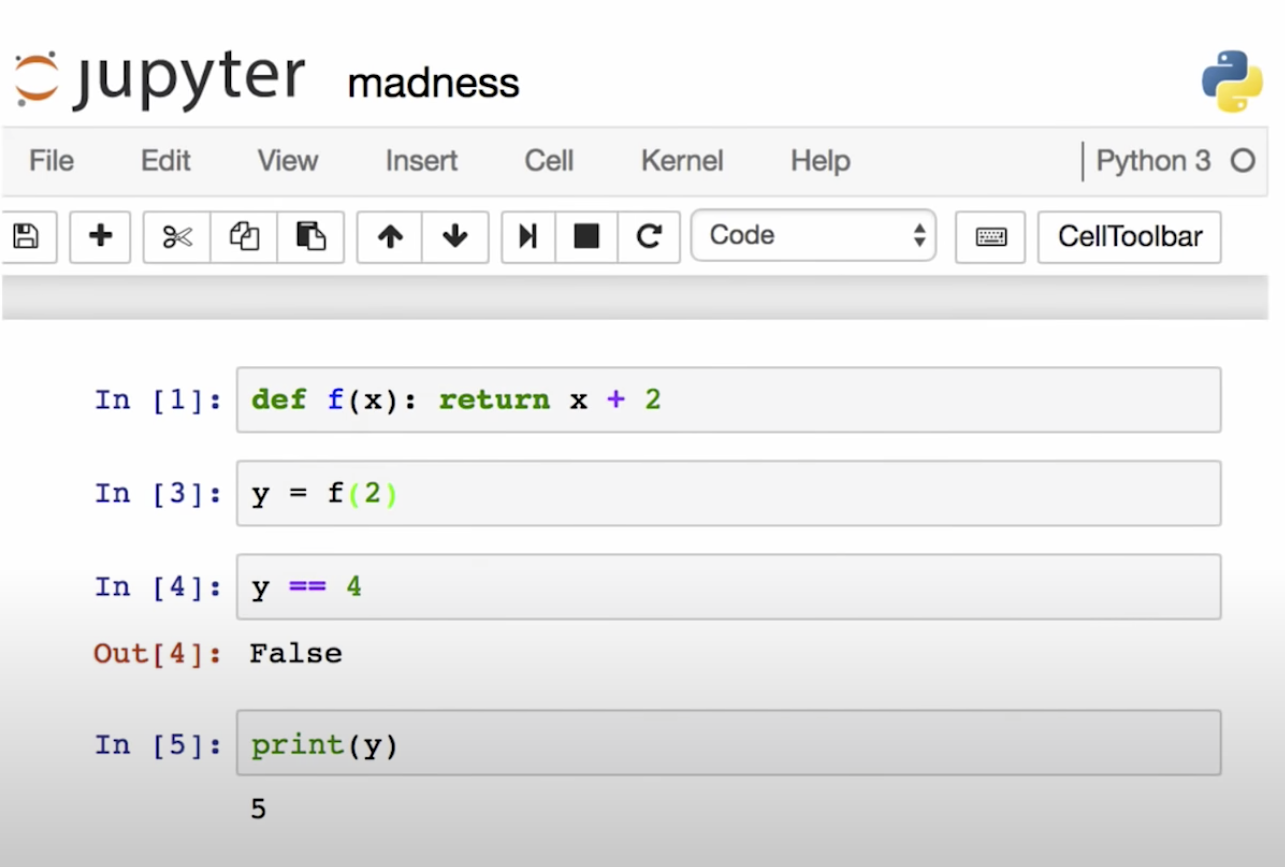 jupyter madness
File Edit View Insert Cell Kernel Help Python 3
Code CellToolbar
In [1]: def f(x): return x + 2
In [3]: y = f(2)
In [4]: y == 4
Out[4]: False
In [5]: print(y)
5